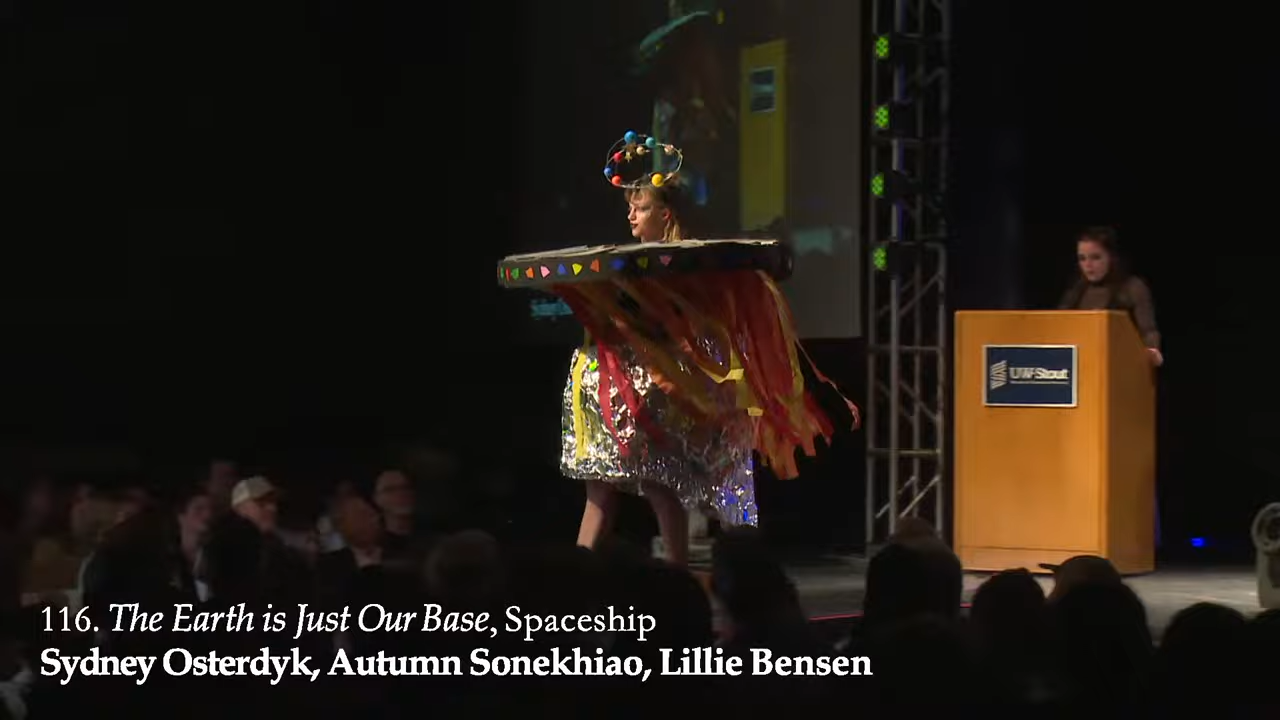 UW-Stout
116. The Earth is Just Our Base, Spaceship
Sydney Osterdyk, Autumn Sonekhiao, Lillie Bensen